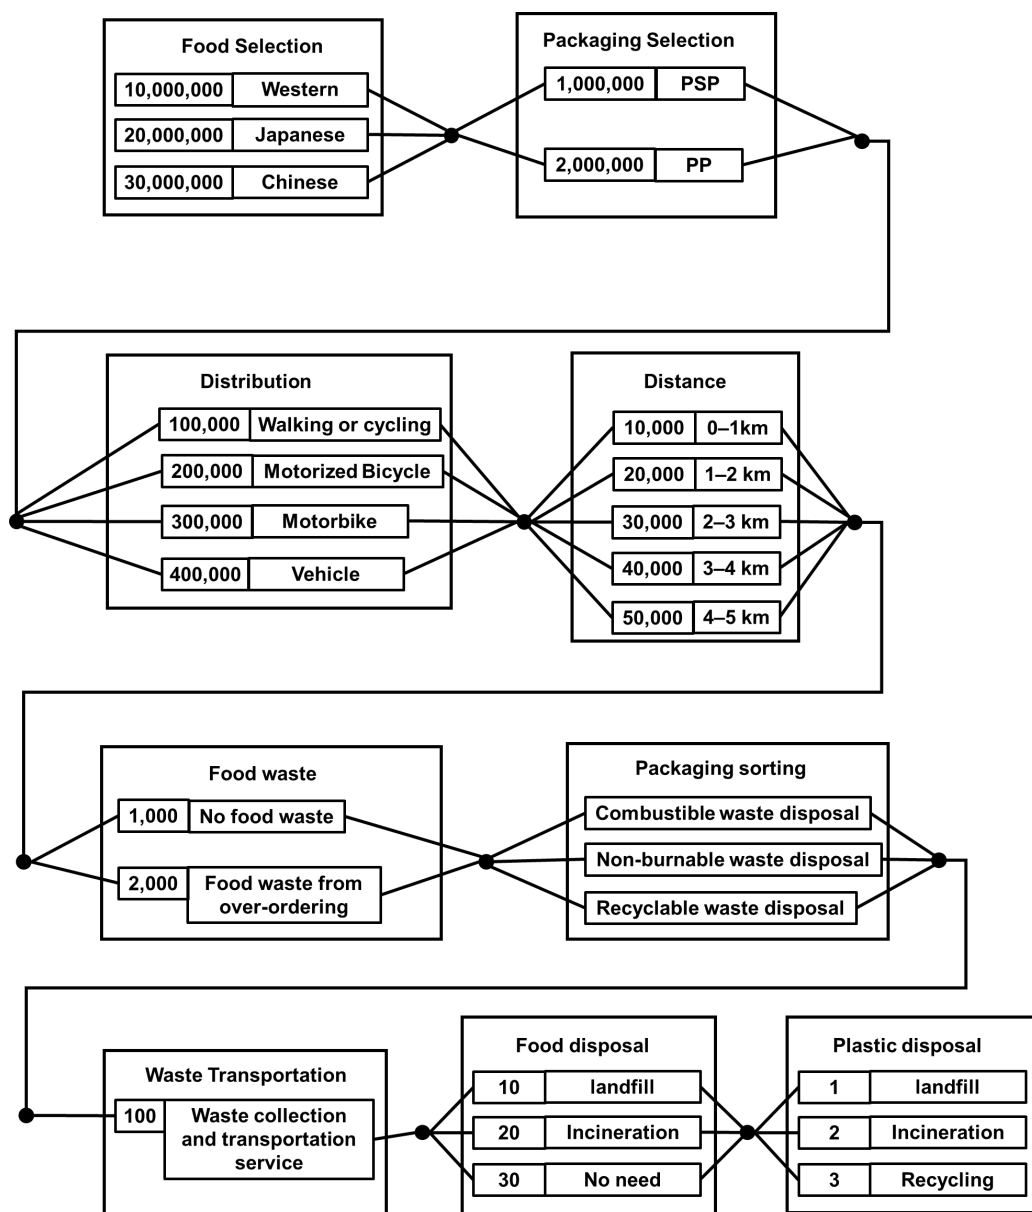 Food Selection
10,000,000 Western
20,000,000 Japanese
30,000,000 Chinese
Packaging Selection
1,000,000 PSP
2,000,000 PP
Distribution
100,000 Walking or cycling
200,000 Motorized Bicycle
300,000 Motorbike
400,000 Vehicle
Distance
10,000 0–1km
20,000 1–2 km
30,000 2–3 km
40,000 3–4 km
50,000 4–5 km
Food waste
1,000 No food waste
2,000 Food waste from
over-ordering
Packaging sorting
Combustible waste disposal
Non-burnable waste disposal
Recyclable waste disposal
Waste Transportation
100 Waste collection
and transportation
service
Food disposal
10 landfill
20 Incineration
30 No need
Plastic disposal
1 landfill
2 Incineration
3 Recycling